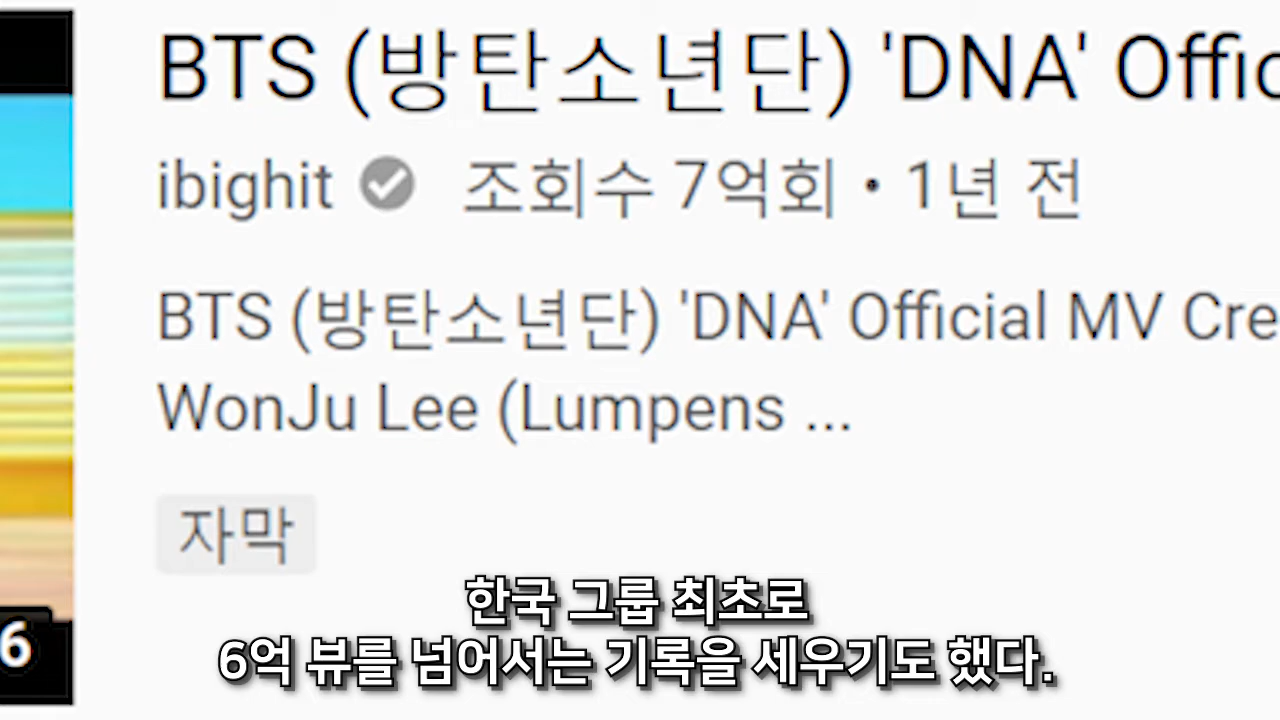 BTS (방탄소년단) 'DNA' Offic
ibighit 조회수 7억회 • 1년 전
BTS (방탄소년단) 'DNA' Official MV Cre
WonJu Lee (Lumpens ...
자막
6
한국 그룹 최초로
6억 뷰를 넘어서는 기록을 세우기도 했다.